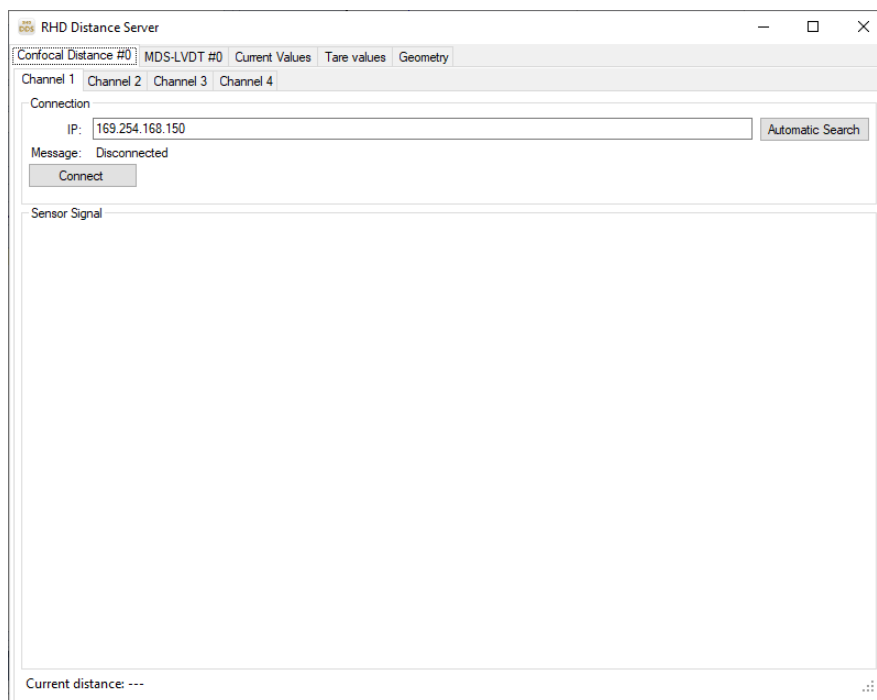 DDS RHD Distance Server
Confocal Distance #0 MDS-LVDT #0 Current Values Tare values Geometry
Channel 1 Channel 2 Channel 3 Channel 4
Connection
IP: 169.254.168.150 Automatic Search
Message: Disconnected
Connect
Sensor Signal
Current distance: ---